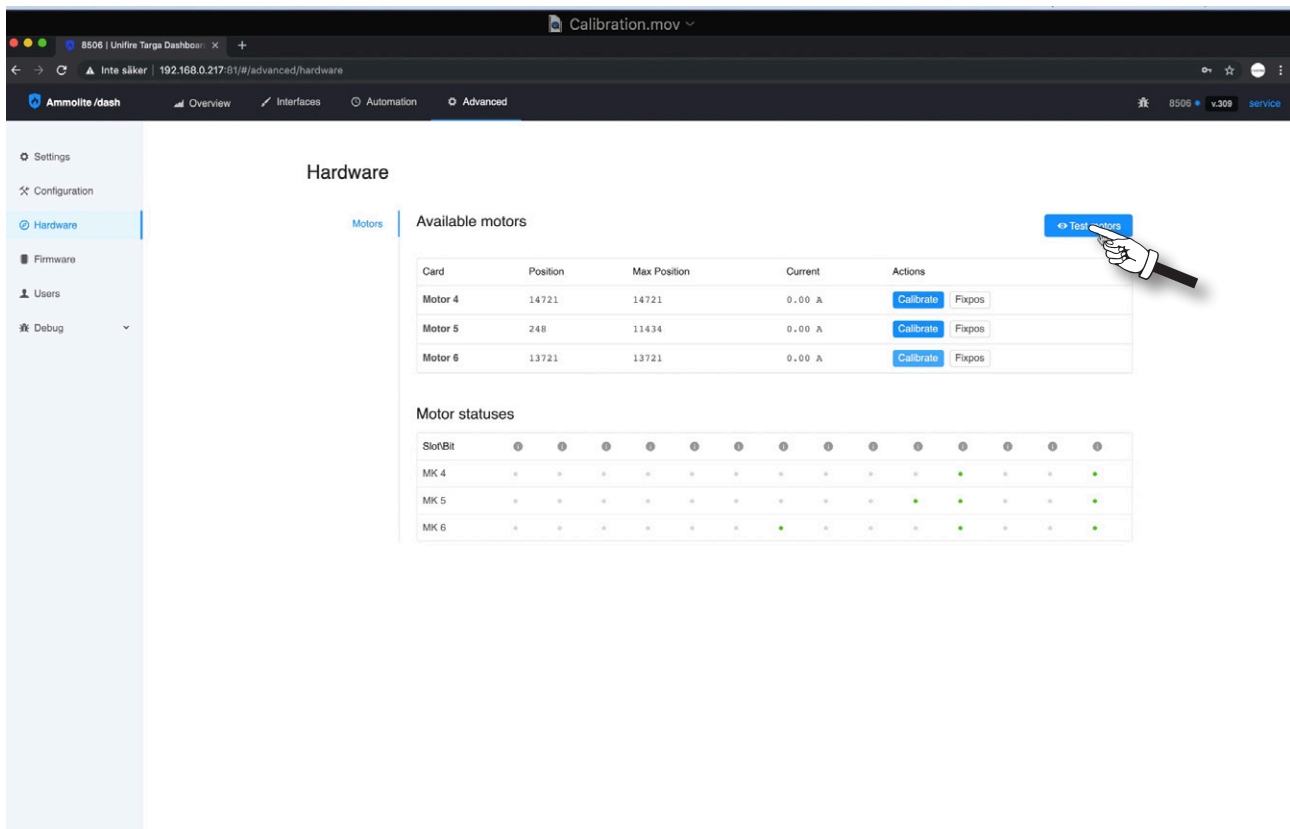 Calibration.mov
8506 | Unifire Targa Dashboar
Inte säker | 192.168.0.217:81/#/advanced/hardware
Ammolite /dash Overview Interfaces Automation Advanced 8506 v.309 service
Settings
Configuration
Hardware
Firmware
Users
Debug
Hardware
Motors
Available motors
Test motors
Card Position Max Position Current Actions
Motor 4 14721 14721 0.00 A Calibrate Fixpos
Motor 5 248 11434 0.00 A Calibrate Fixpos
Motor 6 13721 13721 0.00 A Calibrate Fixpos
Motor statuses
Slot\Bit
MK 4
MK 5
MK 6